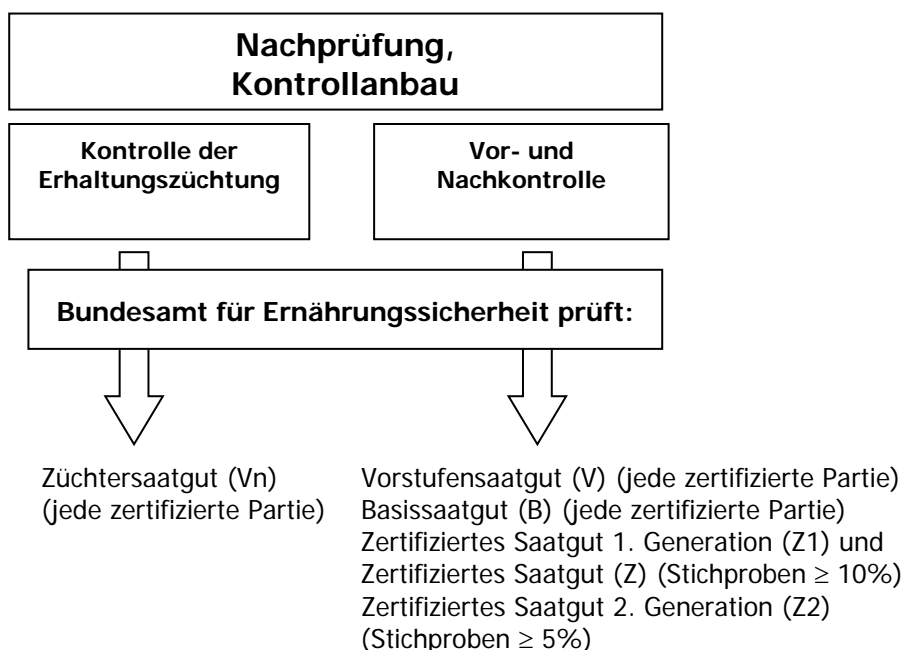 Nachprüfung,
Kontrollanbau
Kontrolle der
Erhaltungszüchtung
Vor- und
Nachkontrolle
Bundesamt für Ernährungssicherheit prüft:
Züchtersaatgut (Vn)
(jede zertifizierte Partie)
Vorstufensaatgut (V) (jede zertifizierte Partie)
Basissaatgut (B) (jede zertifizierte Partie)
Zertifiziertes Saatgut 1. Generation (Z1) und
Zertifiziertes Saatgut (Z) (Stichproben ≥ 10%)
Zertifiziertes Saatgut 2. Generation (Z2)
(Stichproben ≥ 5%)